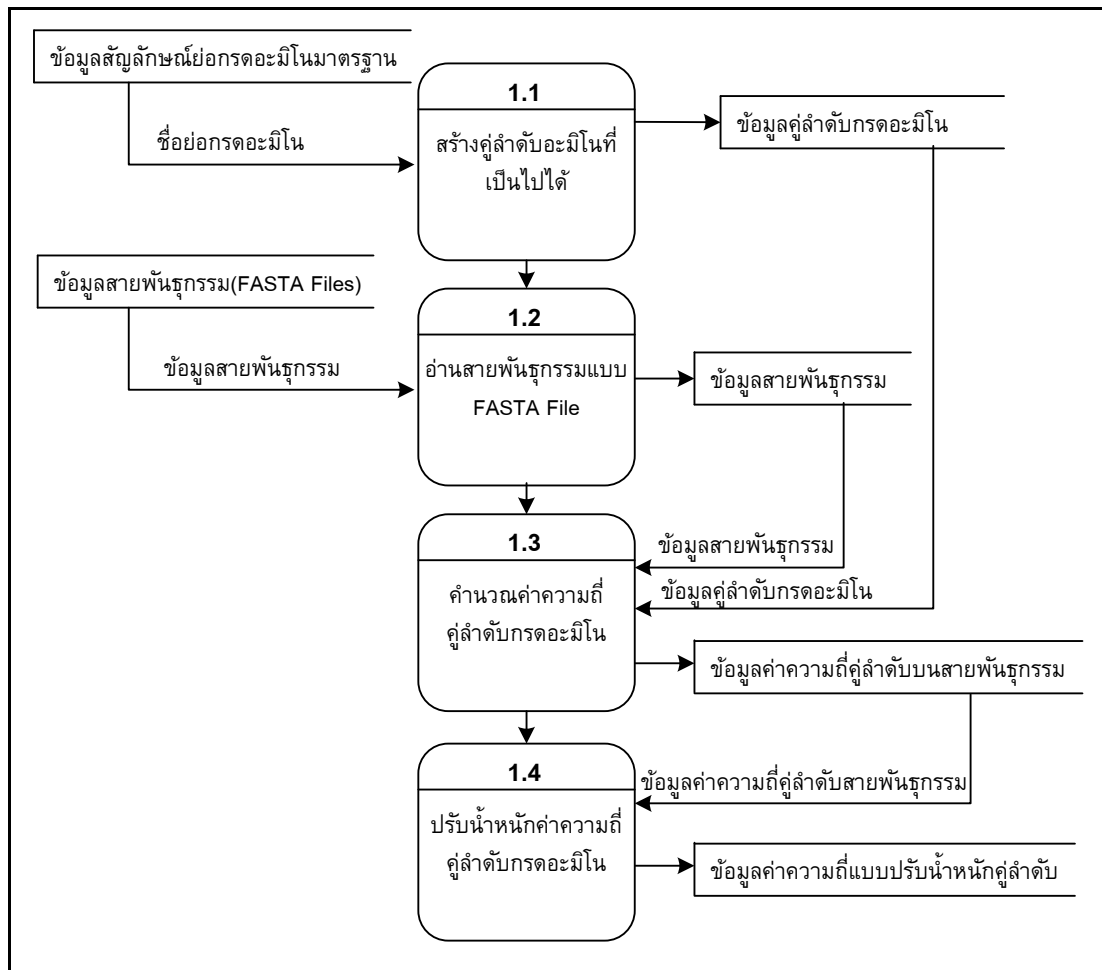 ข้อมูลสัญลักษณ์ย่อกรดอะมิโนมาตรฐาน
1.1
ชื่อย่อกรดอะมิโน
สร้างคู่ลำดับอะมิโนที่
เป็นไปได้
ข้อมูลคู่ลำดับกรดอะมิโน
ข้อมูลสายพันธุกรรม(FASTA Files)
1.2
ข้อมูลสายพันธุกรรม
อ่านสายพันธุกรรมแบบ
FASTA File
ข้อมูลสายพันธุกรรม
1.3
ข้อมูลสายพันธุกรรม
ข้อมูลคู่ลำดับกรดอะมิโน
คำนวณค่าความถี่
คู่ลำดับกรดอะมิโน
ข้อมูลค่าความถี่คู่ลำดับบนสายพันธุกรรม
1.4
ข้อมูลค่าความถี่คู่ลำดับสายพันธุกรรม
ปรับน้ำหนักค่าความถี่
คู่ลำดับกรดอะมิโน
ข้อมูลค่าความถี่แบบปรับน้ำหนักคู่ลำดับ